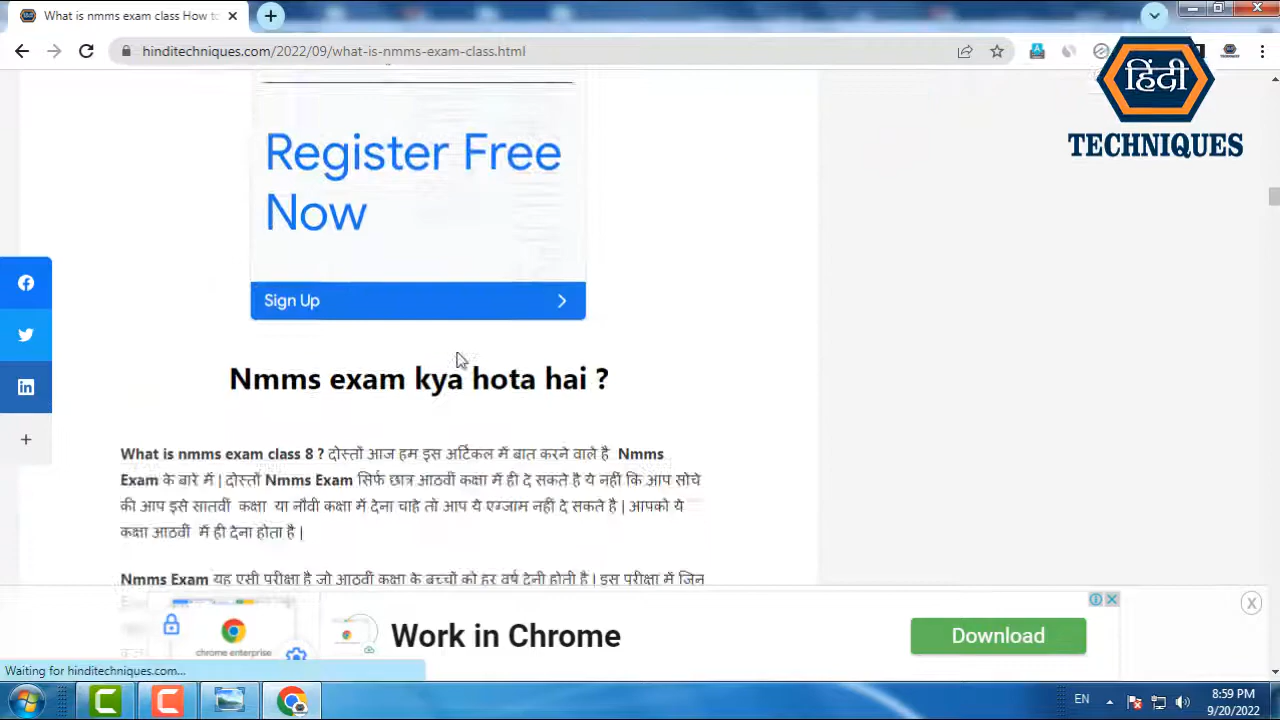 What is nmms exam class How to
hinditechniques.com/2022/09/what-is-nmms-exam-class.html
हिंदी
TECHNIQUES
Register Free
Now
Sign Up
Nmms exam kya hota hai ?
What is nmms exam class 8 ? दोस्तों आज हम इस अर्टिकल में बात करने वाले है Nmms
Exam के बारे में | दोस्तों Nmms Exam सिर्फ छात्र आठवीं कक्षा में ही दे सकते है ये नहीं कि आप सोचे
की आप इसे सातवीं कक्षा या नौवी कक्षा में देना चाहे तो आप ये एग्जाम नहीं दे सकते है | आपको ये
कक्षा आठवीं में ही देना होता है |
Nmms Exam यह एसी परीक्षा है जो आठवीं कक्षा के बच्चों को हर वर्ष देनी होती है | इस परीक्षा में जिन
chrome enterprise
Work in Chrome
Download
Waiting for hinditechniques.com...
EN
8:59 PM
9/20/2022